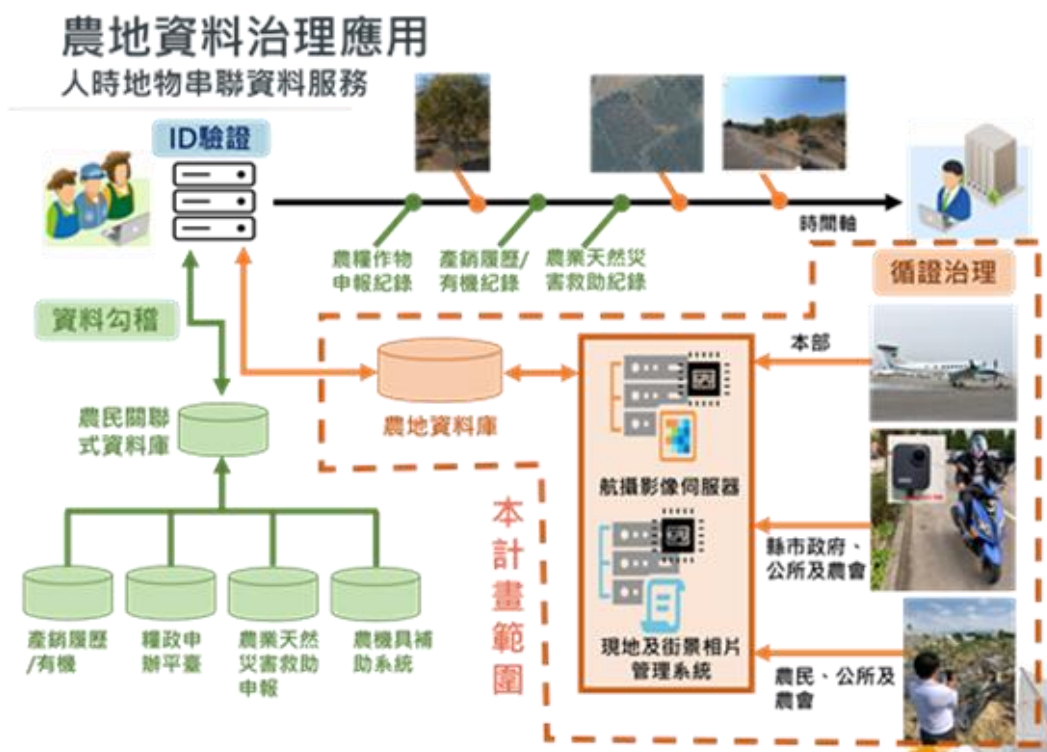 農地資料治理應用
人時地物串聯資料服務
ID驗證
時間軸
農糧作物
申報紀錄
產銷履歷/
有機紀錄
農業天然災
害救助紀錄
循證治理
資料勾稽
本部
農民關聯
式資料庫
農地資料庫
航攝影像伺服器
縣市政府、
公所及農會
本計畫範圍
產銷履歷
/有機
糧政申
辦平臺
農業天然
災害救助
申報
農機具補
助系統
現地及街景相片
管理系統
農民、公所及
農會